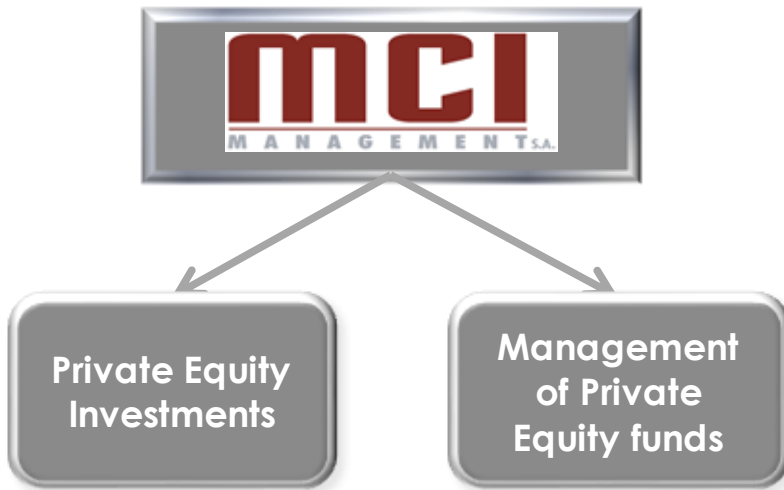 mci
MANAGEMENT S.A.
Private Equity
Investments
Management
of Private
Equity funds